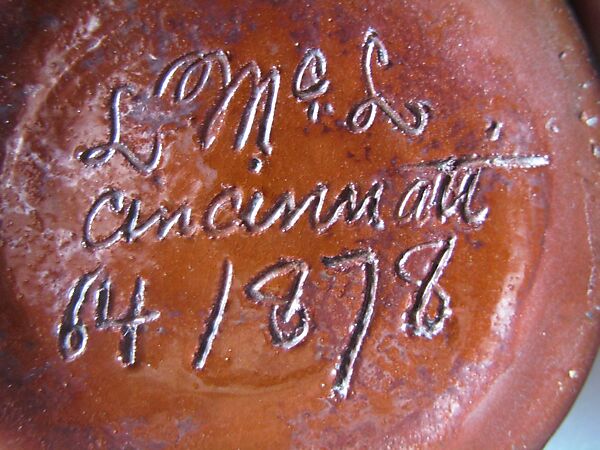 L. McL.
Cincinnati
64 1878